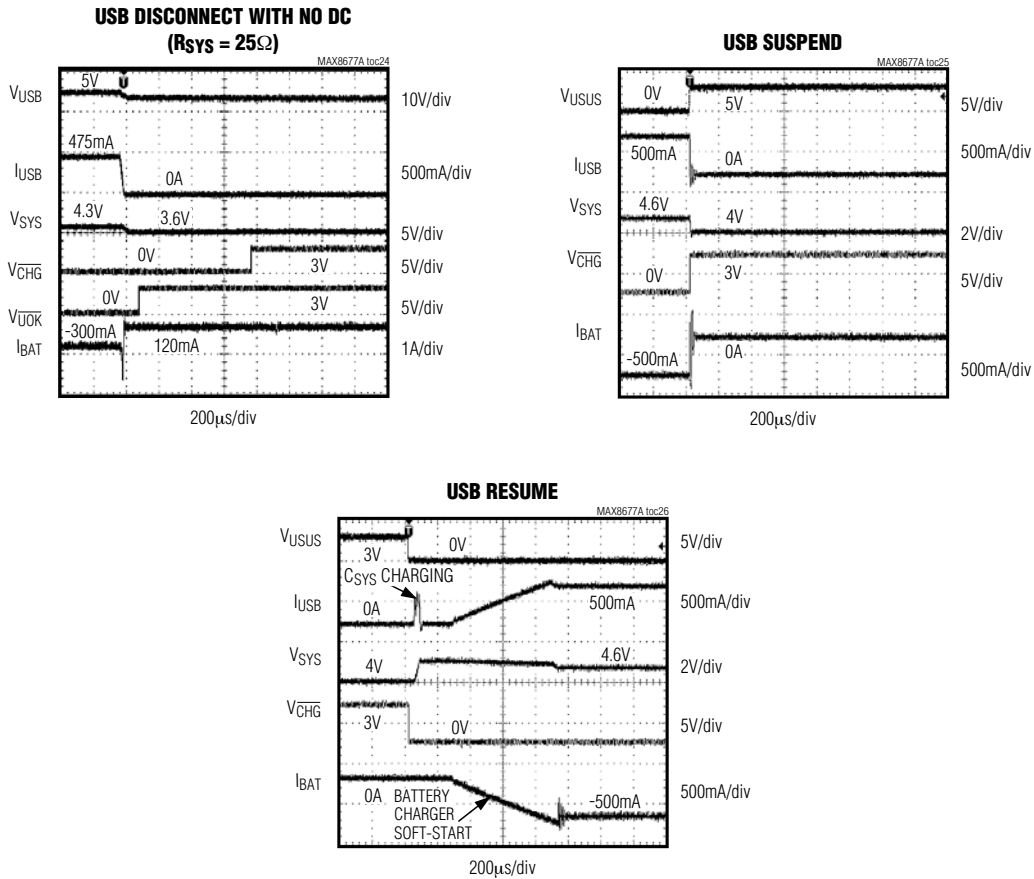 USB DISCONNECT WITH NO DC
(RSYS = 25Ω)
MAX8677A toc24
VUSB
5V
10V/div
475mA
IUSB
0A
500mA/div
VSYS
4.3V
3.6V
5V/div
VCHG
0V
3V
5V/div
VUOK
0V
3V
5V/div
-300mA
IBAT
120mA
1A/div
200µs/div
USB SUSPEND
MAX8677A toc25
VUSUS
0V
5V
5V/div
IUSB
500mA
0A
500mA/div
VSYS
4.6V
4V
2V/div
VCHG
0V
3V
5V/div
IBAT
-500mA
0A
500mA/div
200µs/div
USB RESUME
MAX8677A toc26
VUSUS
3V
0V
5V/div
CSYS CHARGING
IUSB
0A
500mA
500mA/div
VSYS
4V
4.6V
2V/div
VCHG
3V
0V
5V/div
IBAT
0A
BATTERY
CHARGER
SOFT-START
-500mA
500mA/div
200µs/div